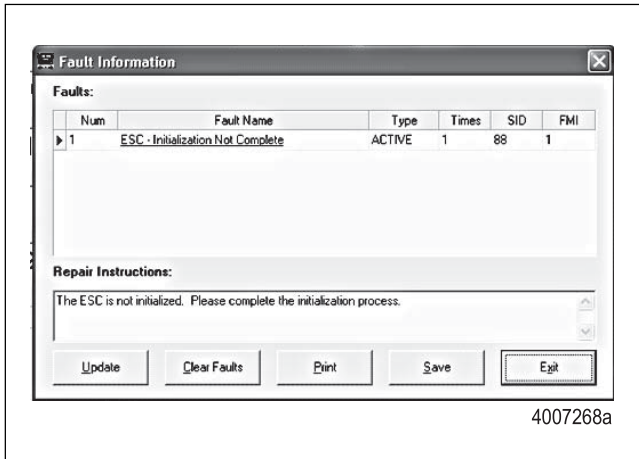 Fault Information
Faults:
Num Fault Name Type Times SID FMI
1 ESC - Initialization Not Complete ACTIVE 1 88 1
Repair Instructions:
The ESC is not initialized. Please complete the initialization process.
Update Clear Faults Print Save Exit
4007268a